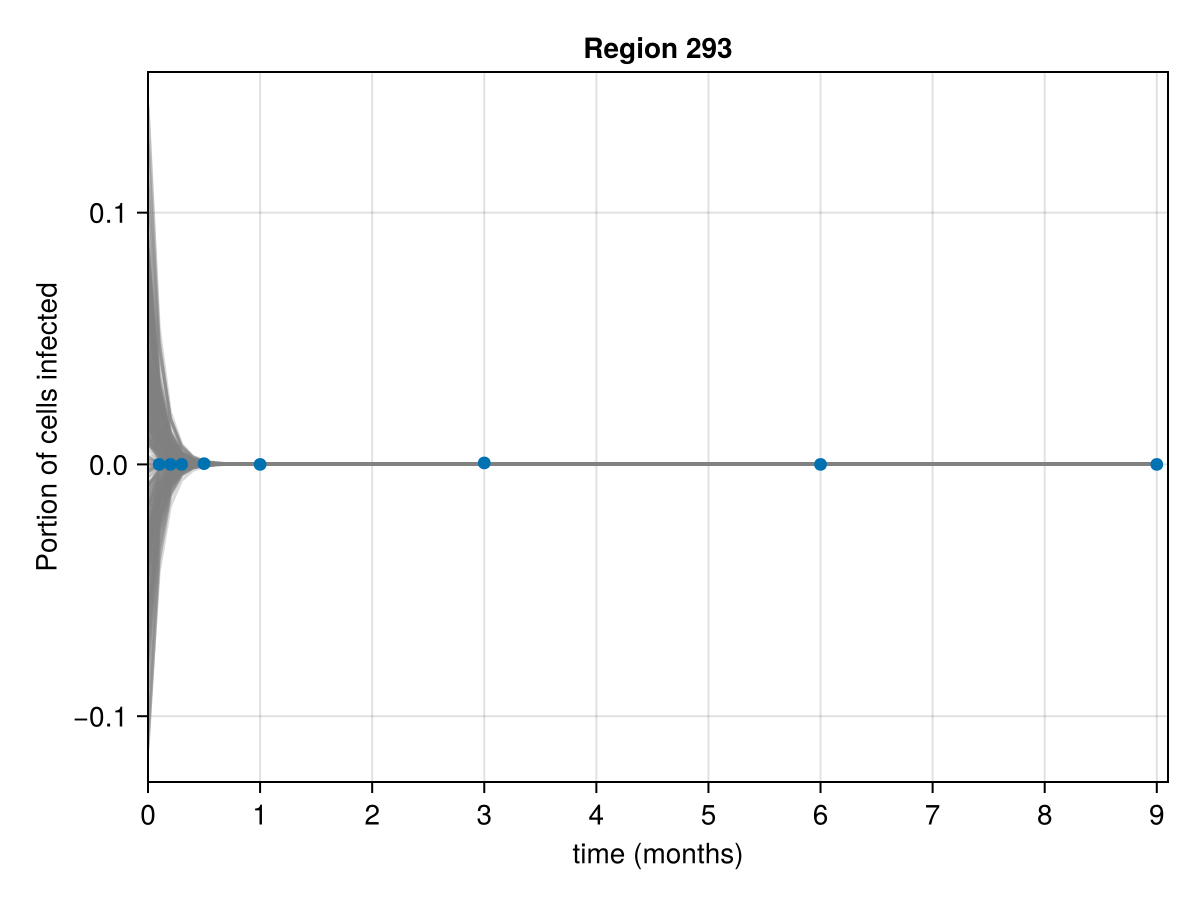 Region 293
Portion of cells infected
0.1
0.0
−0.1
0 1 2 3 4 5 6 7 8 9
time (months)